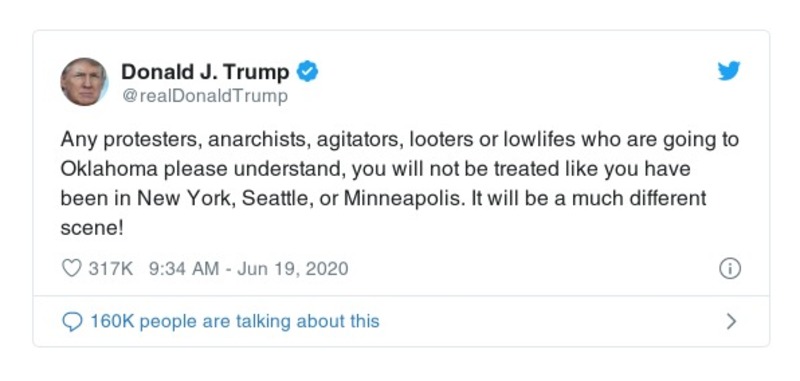 Donald J. Trump
@realDonaldTrump
Any protesters, anarchists, agitators, looters or lowlifes who are going to
Oklahoma please understand, you will not be treated like you have
been in New York, Seattle, or Minneapolis. It will be a much different
scene!
317K 9:34 AM - Jun 19, 2020
160K people are talking about this